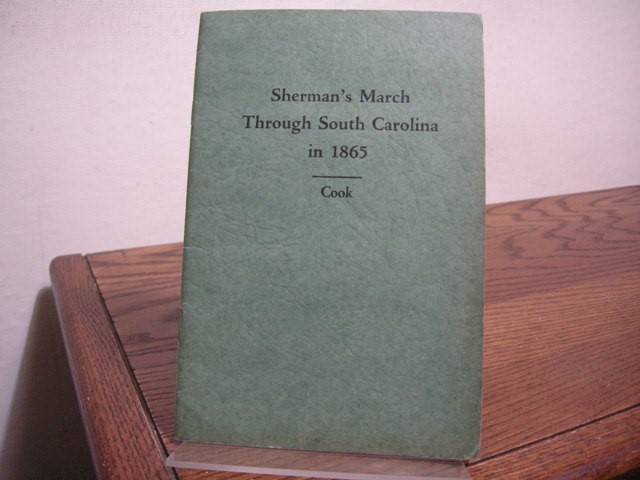 Sherman's March
Through South Carolina
in 1865
Cook